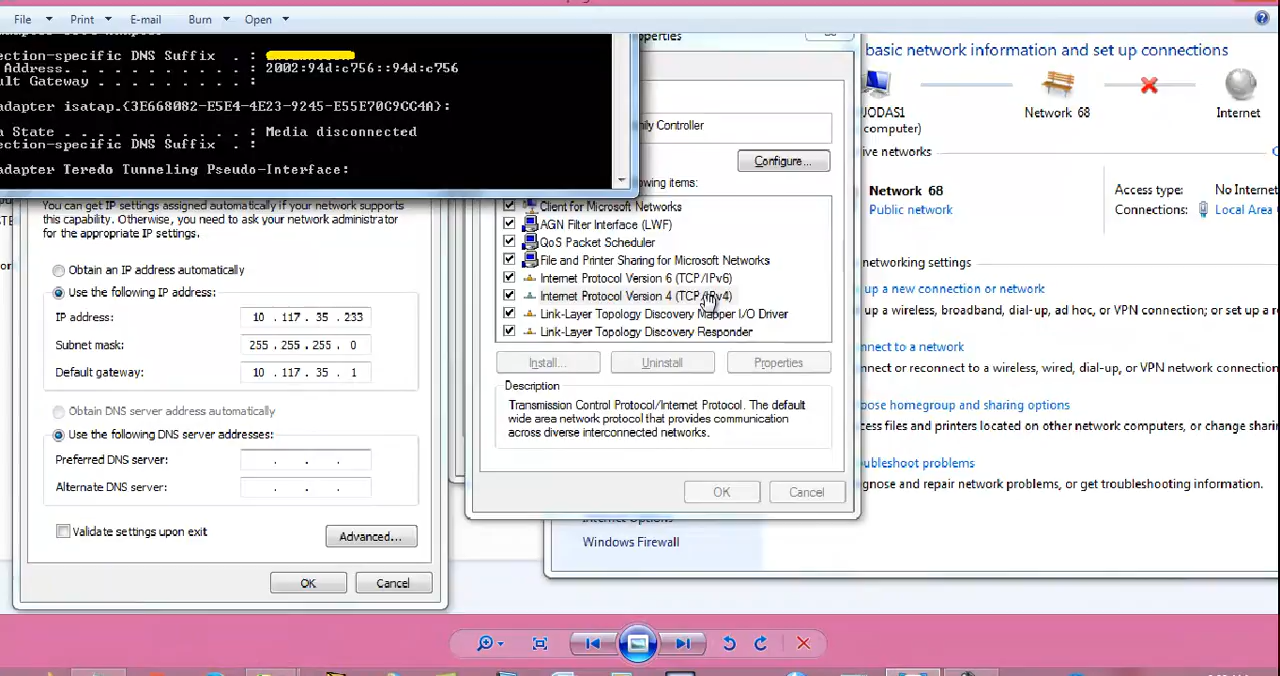 File Print E-mail Burn Open
ection-specific DNS Suffix . :
Address. . . . . . . . . . . : 2002:94d:c756::94d:c756
ult Gateway . . . . . . . . . :
adapter isatap.{3E668082-E5E4-4E23-9245-E55E70C9CC4A}:
a State . . . . . . . . . . . : Media disconnected
ection-specific DNS Suffix . :
adapter Teredo Tunneling Pseudo-Interface:
You can get IP settings assigned automatically if your network supports
this capability. Otherwise, you need to ask your network administrator
for the appropriate IP settings.
Obtain an IP address automatically
Use the following IP address:
IP address: 10 . 117 . 35 . 233
Subnet mask: 255 . 255 . 255 . 0
Default gateway: 10 . 117 . 35 . 1
Obtain DNS server address automatically
Use the following DNS server addresses:
Preferred DNS server: . . .
Alternate DNS server: . . .
Validate settings upon exit
Advanced...
OK Cancel
operties
ily Controller
Configure...
owing items:
Client for Microsoft Networks
AGN Filter Interface (LWF)
QoS Packet Scheduler
File and Printer Sharing for Microsoft Networks
Internet Protocol Version 6 (TCP/IPv6)
Internet Protocol Version 4 (TCP/IPv4)
Link-Layer Topology Discovery Mapper I/O Driver
Link-Layer Topology Discovery Responder
Install... Uninstall Properties
Description
Transmission Control Protocol/Internet Protocol. The default
wide area network protocol that provides communication
across diverse interconnected networks.
OK Cancel
Internet Options
Windows Firewall
basic network information and set up connections
JODAS1 Network 68 Internet
computer)
ive networks
Network 68
Public network
Access type: No Internet
Connections: Local Area
networking settings
up a new connection or network
up a wireless, broadband, dial-up, ad hoc, or VPN connection; or set up a
nnect to a network
nnect or reconnect to a wireless, wired, dial-up, or VPN network connection
oose homegroup and sharing options
cess files and printers located on other network computers, or change shari
ubleshoot problems
gnose and repair network problems, or get troubleshooting information.